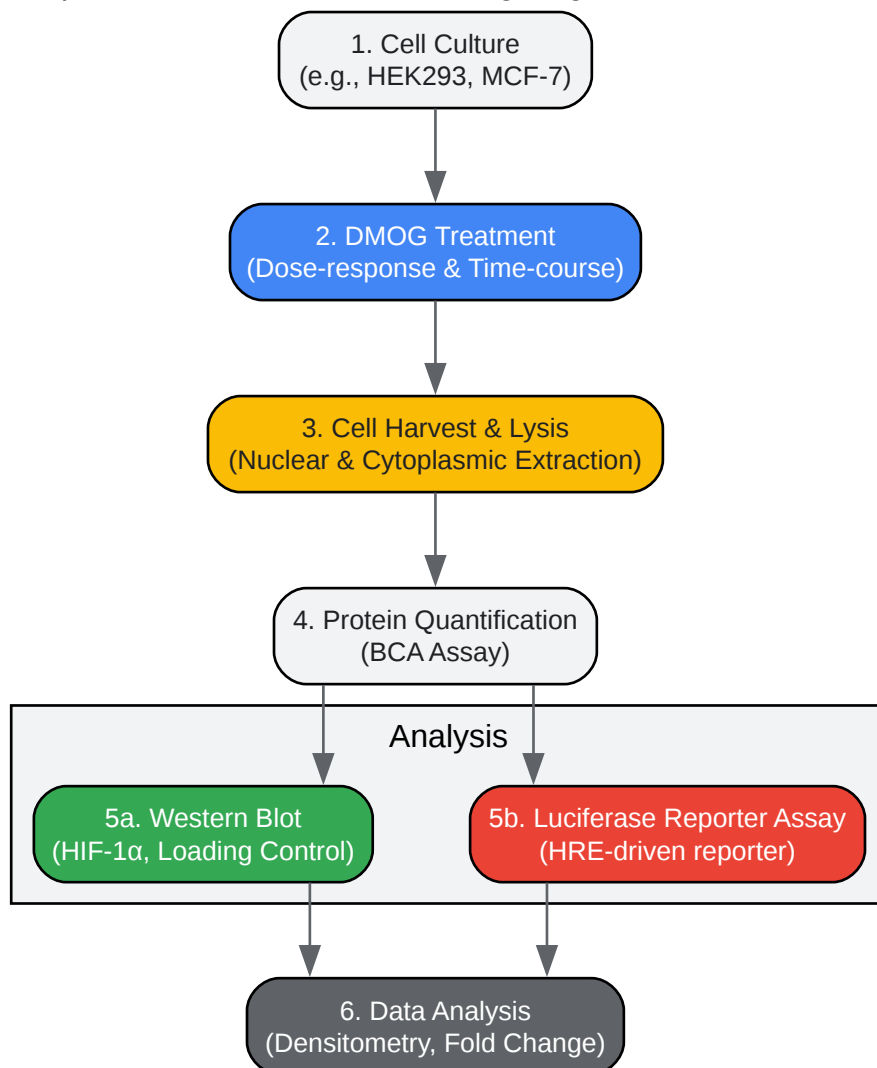 1. Cell Culture
(e.g., HEK293, MCF-7)
2. DMOG Treatment
(Dose-response & Time-course)
3. Cell Harvest & Lysis
(Nuclear & Cytoplasmic Extraction)
4. Protein Quantification
(BCA Assay)
Analysis
5a. Western Blot
(HIF-1α, Loading Control)
5b. Luciferase Reporter Assay
(HRE-driven reporter)
6. Data Analysis
(Densitometry, Fold Change)